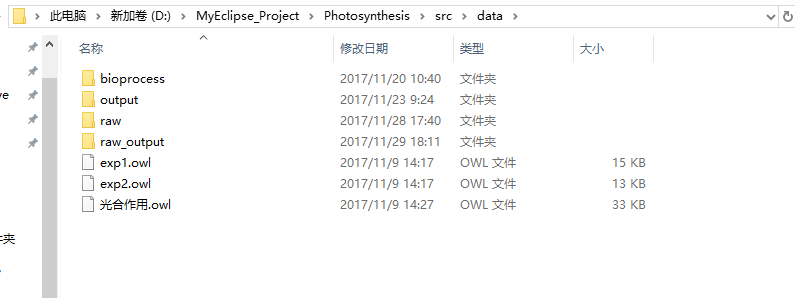 此电脑 > 新加卷 (D:) > MyEclipse_Project > Photosynthesis > src > data >
名称 修改日期 类型 大小
bioprocess 2017/11/20 10:40 文件夹
output 2017/11/23 9:24 文件夹
raw 2017/11/28 17:40 文件夹
raw_output 2017/11/29 18:11 文件夹
exp1.owl 2017/11/9 14:17 OWL 文件 15 KB
exp2.owl 2017/11/9 14:17 OWL 文件 13 KB
光合作用.owl 2017/11/9 14:27 OWL 文件 33 KB